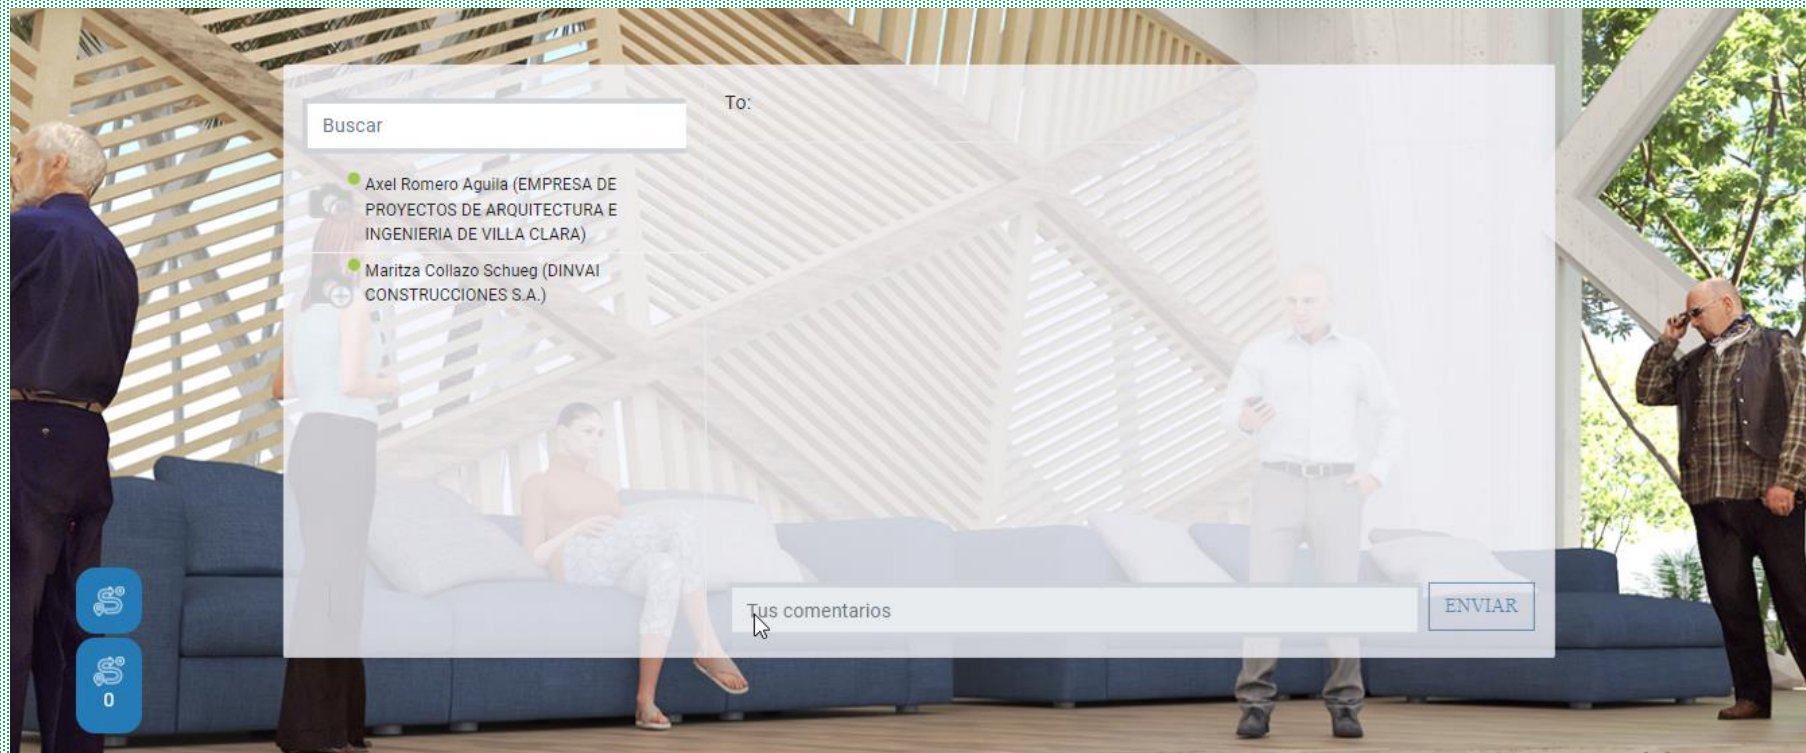 Buscar
To:
Axel Romero Aguila (EMPRESA DE
PROYECTOS DE ARQUITECTURA E
INGENIERIA DE VILLA CLARA)
Maritza Collazo Schueg (DINVAI
CONSTRUCCIONES S.A.)
Tus comentarios
ENVIAR
0